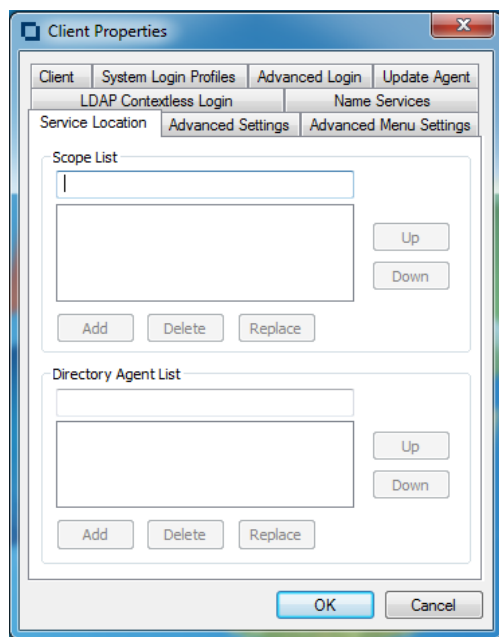 Client Properties
Client System Login Profiles Advanced Login Update Agent
LDAP Contextless Login Name Services
Service Location Advanced Settings Advanced Menu Settings
Scope List
Up
Down
Add Delete Replace
Directory Agent List
Up
Down
Add Delete Replace
OK Cancel